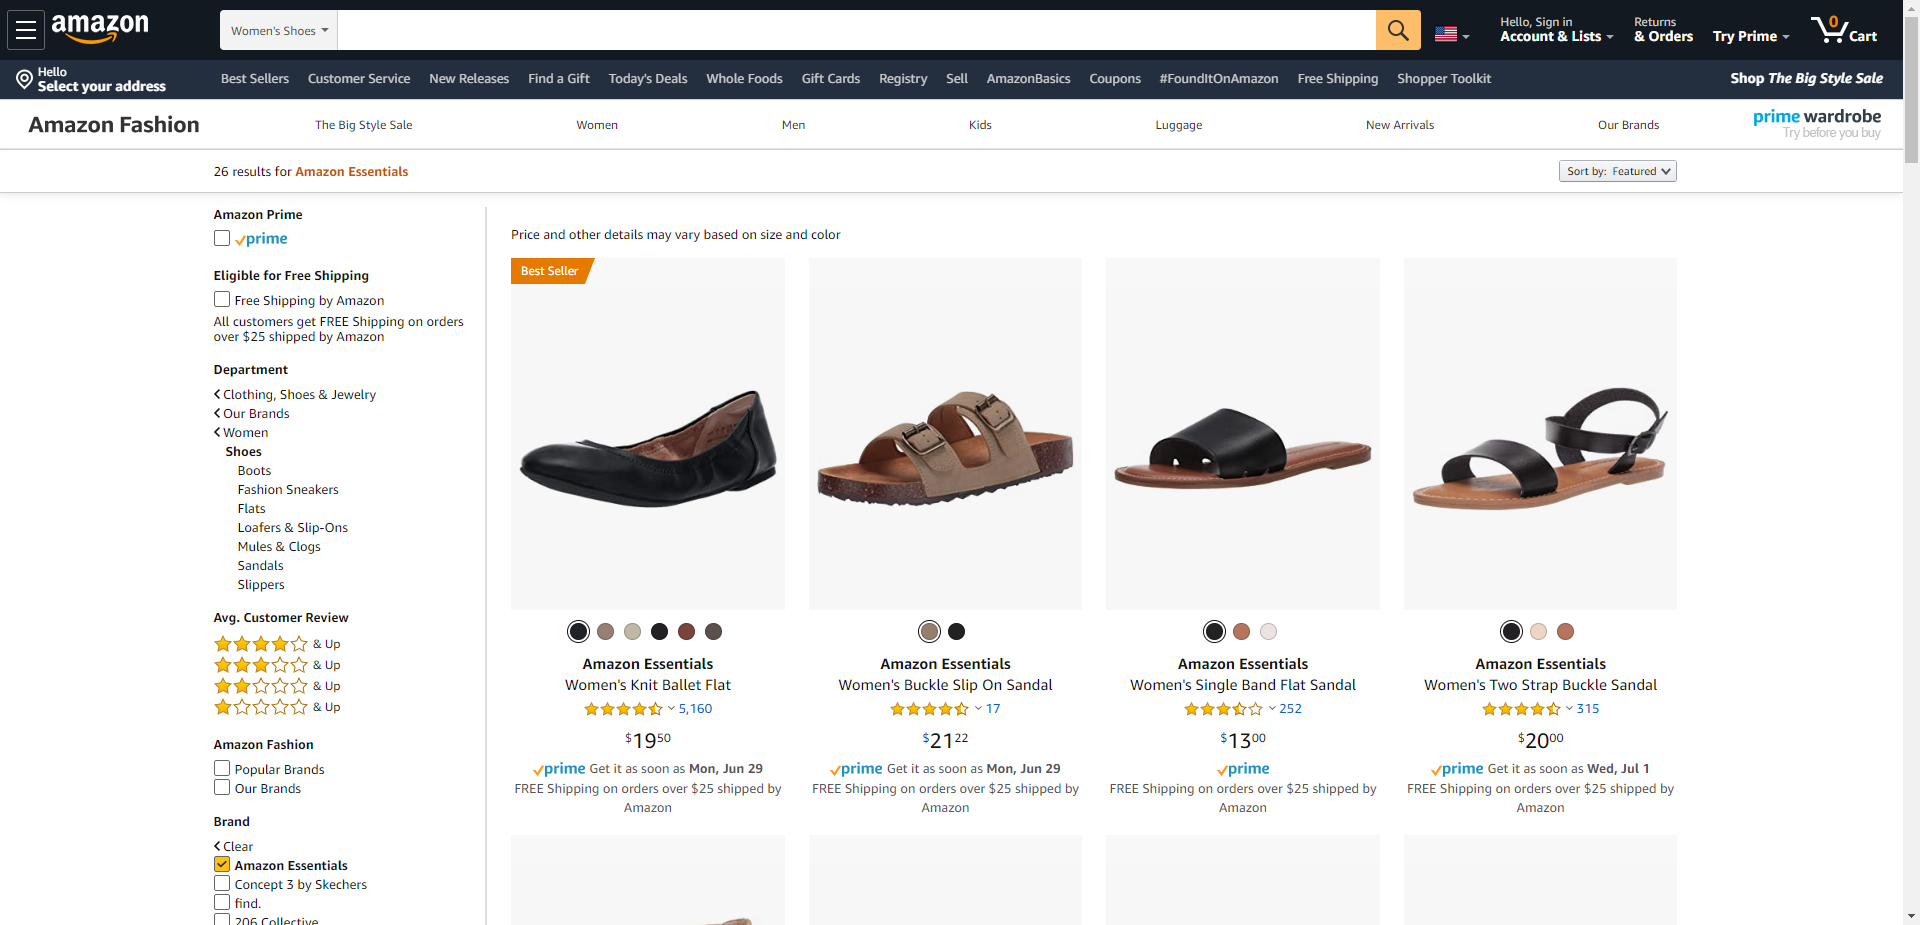 amazon
Women's Shoes
Hello, Sign in
Account & Lists
Returns
& Orders
Try Prime
0
Cart
Hello
Select your address
Best Sellers
Customer Service
New Releases
Find a Gift
Today's Deals
Whole Foods
Gift Cards
Registry
Sell
AmazonBasics
Coupons
#FoundItOnAmazon
Free Shipping
Shopper Toolkit
Shop The Big Style Sale
Amazon Fashion
The Big Style Sale
Women
Men
Kids
Luggage
New Arrivals
Our Brands
prime wardrobe
Try before you buy
26 results for Amazon Essentials
Sort by: Featured
Amazon Prime
prime
Eligible for Free Shipping
Free Shipping by Amazon
All customers get FREE Shipping on orders
over $25 shipped by Amazon
Department
Clothing, Shoes & Jewelry
Our Brands
Women
Shoes
Boots
Fashion Sneakers
Flats
Loafers & Slip-Ons
Mules & Clogs
Sandals
Slippers
Avg. Customer Review
& Up
& Up
& Up
& Up
Amazon Fashion
Popular Brands
Our Brands
Brand
Clear
Amazon Essentials
Concept 3 by Skechers
find.
206 Collective
Price and other details may vary based on size and color
Best Seller
Amazon Essentials
Women's Knit Ballet Flat
5,160
$19.50
prime Get it as soon as Mon, Jun 29
FREE Shipping on orders over $25 shipped by
Amazon
Amazon Essentials
Women's Buckle Slip On Sandal
17
$21.22
prime Get it as soon as Mon, Jun 29
FREE Shipping on orders over $25 shipped by
Amazon
Amazon Essentials
Women's Single Band Flat Sandal
252
$13.00
prime
FREE Shipping on orders over $25 shipped by
Amazon
Amazon Essentials
Women's Two Strap Buckle Sandal
315
$20.00
prime Get it as soon as Wed, Jul 1
FREE Shipping on orders over $25 shipped by
Amazon